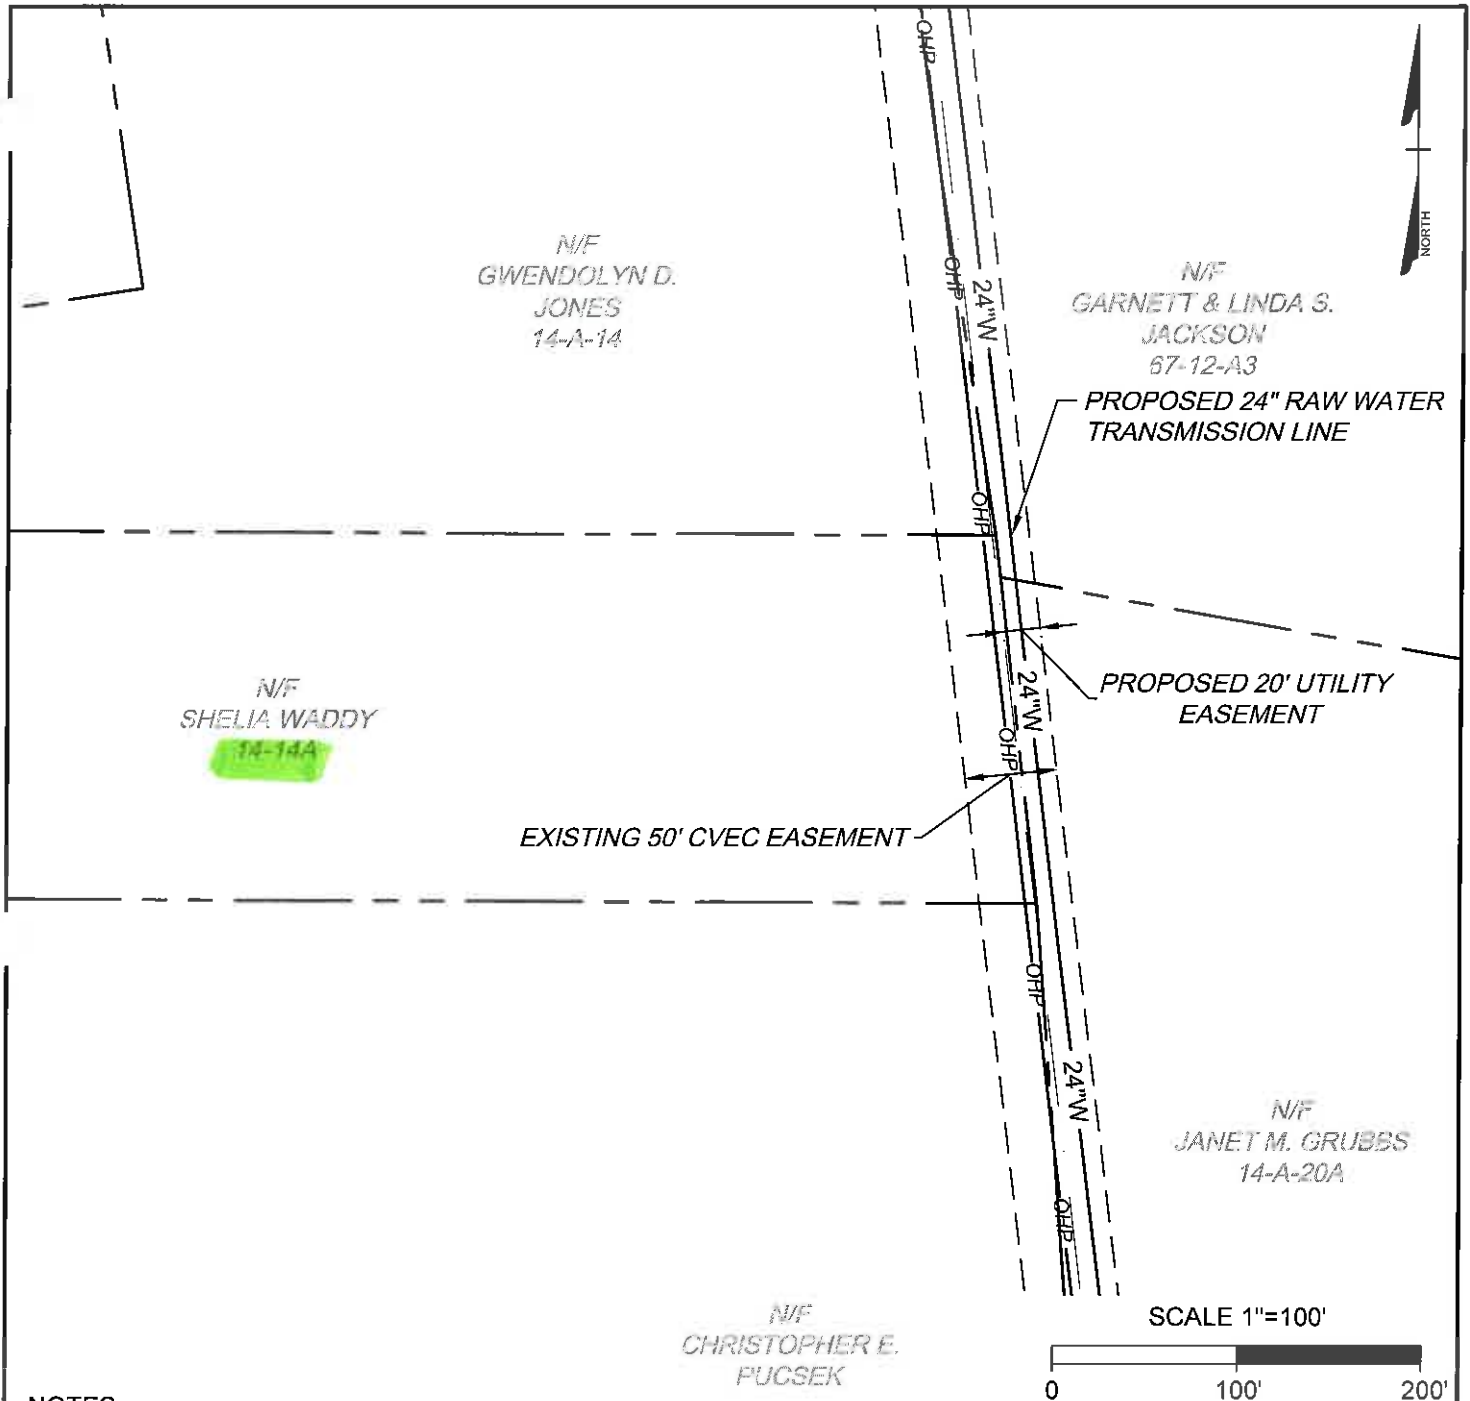 OHP
N/F
GWENDOLYN D.
JONES
14-A-14
OHP
24"W
NORTH
N/F
GARNETT & LINDA S.
JACKSON
67-12-A3
PROPOSED 24" RAW WATER
TRANSMISSION LINE
OHP
N/F
SHELIA WADDY
14-14A
24"W
OHP
PROPOSED 20' UTILITY
EASEMENT
EXISTING 50' CVEC EASEMENT
OHP
24"W
N/F
JANET M. GRUBBS
14-A-20A
OHP
N/F
CHRISTOPHER E.
PUCSEK
SCALE 1"=100'
0 100' 200'
NOTES